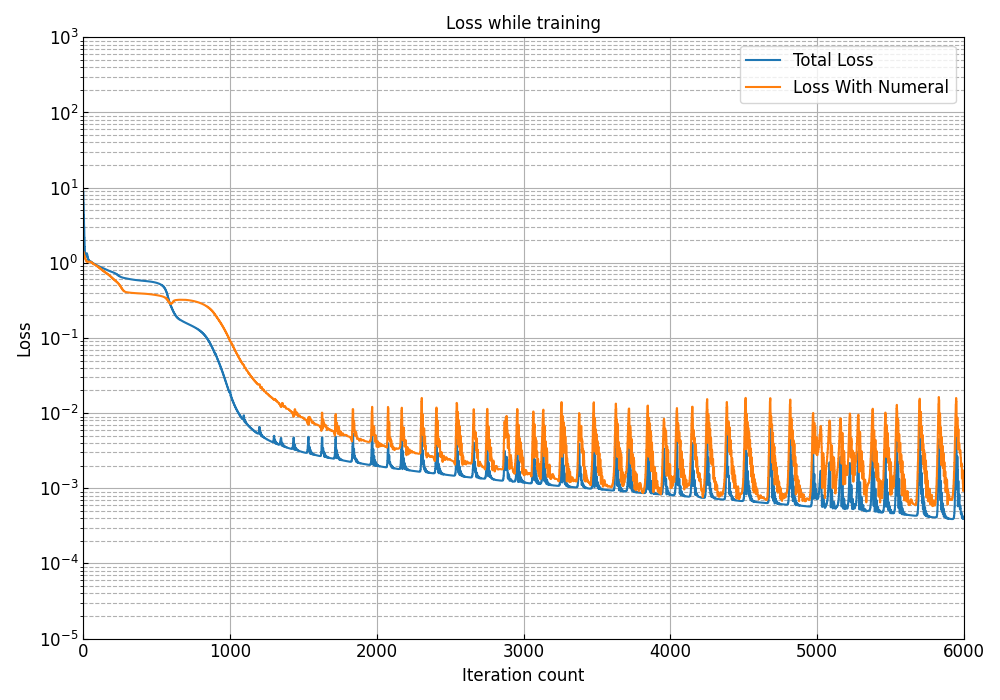 Loss while training
10³
10²
10¹
10⁰
10⁻¹
10⁻²
10⁻³
10⁻⁴
10⁻⁵
Loss
Total Loss
Loss With Numeral
0 1000 2000 3000 4000 5000 6000
Iteration count